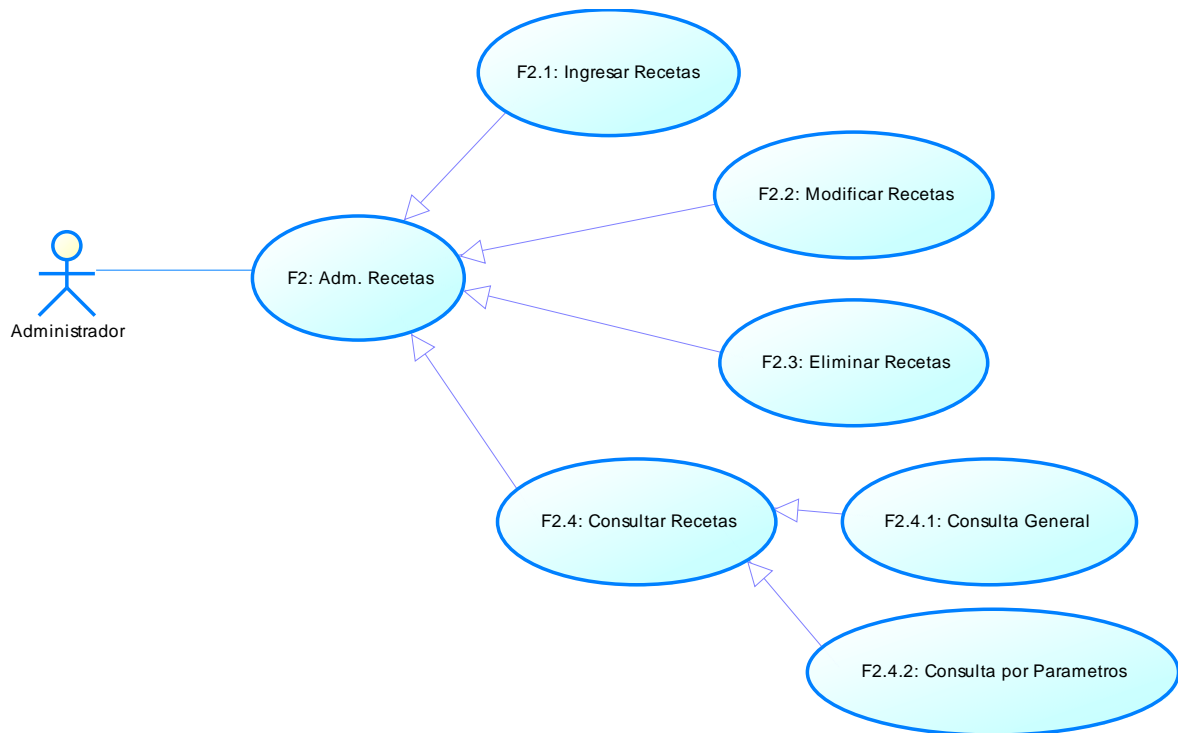 F2.1: Ingresar Recetas
F2.2: Modificar Recetas
F2: Adm. Recetas
Administrador
F2.3: Eliminar Recetas
F2.4: Consultar Recetas
F2.4.1: Consulta General
F2.4.2: Consulta por Parametros